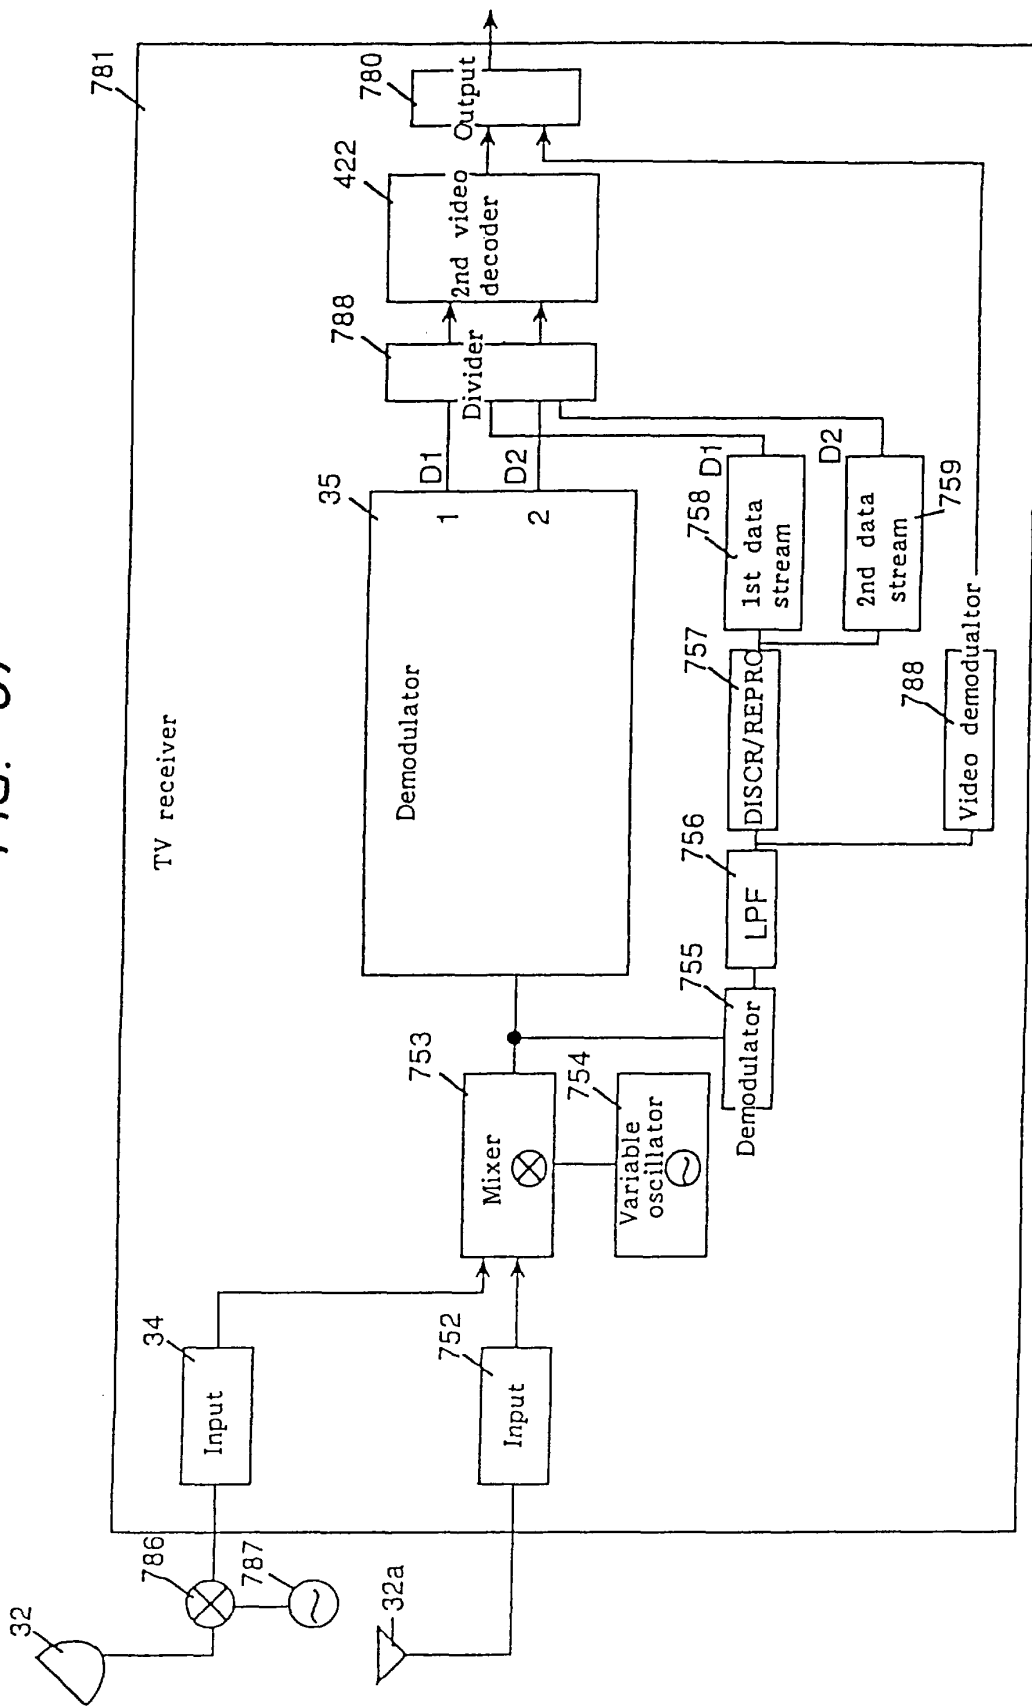 781
TV receiver
32
786
787
34
Input
32a
752
Input
753
Mixer
754
Variable
oscillator
35
Demodulator
1
2
D1
D2
788
Divider
422
2nd video
decoder
780
Output
755
Demodulator
756
LPF
757
DISCR/REPRO
758
1st data
stream
D1
759
2nd data
stream
D2
788
Video demodualtor